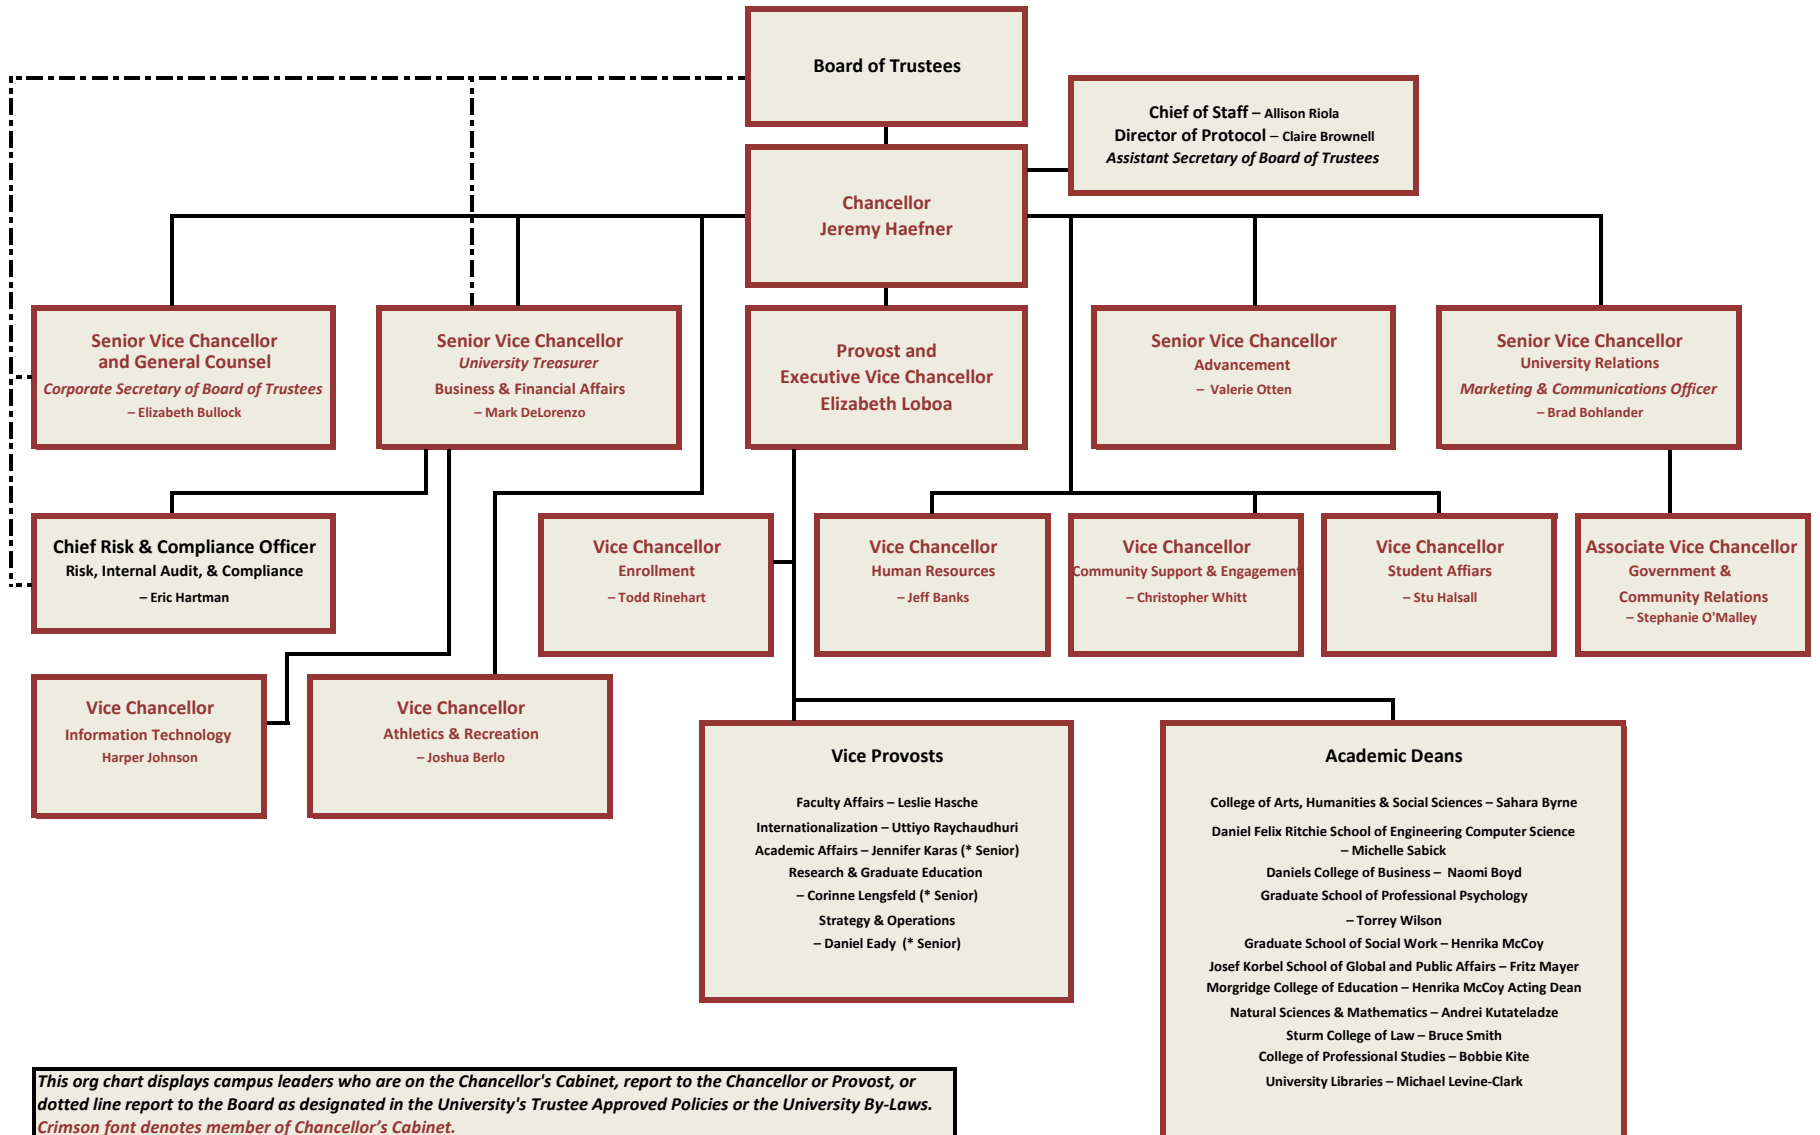 Board of Trustees
Chief of Staff – Allison Riola
Director of Protocol – Claire Brownell
Assistant Secretary of Board of Trustees
Chancellor
Jeremy Haefner
Senior Vice Chancellor
and General Counsel
Corporate Secretary of Board of Trustees
– Elizabeth Bullock
Senior Vice Chancellor
University Treasurer
Business & Financial Affairs
– Mark DeLorenzo
Provost and
Executive Vice Chancellor
Elizabeth Loboa
Senior Vice Chancellor
Advancement
– Valerie Otten
Senior Vice Chancellor
University Relations
Marketing & Communications Officer
– Brad Bohlander
Chief Risk & Compliance Officer
Risk, Internal Audit, & Compliance
– Eric Hartman
Vice Chancellor
Enrollment
– Todd Rinehart
Vice Chancellor
Human Resources
– Jeff Banks
Vice Chancellor
Community Support & Engagement
– Christopher Whitt
Vice Chancellor
Student Affiars
– Stu Halsall
Associate Vice Chancellor
Government &
Community Relations
– Stephanie O'Malley
Vice Chancellor
Information Technology
Harper Johnson
Vice Chancellor
Athletics & Recreation
– Joshua Berlo
Vice Provosts
Faculty Affairs – Leslie Hasche
Internationalization – Uttiyo Raychaudhuri
Academic Affairs – Jennifer Karas (* Senior)
Research & Graduate Education
– Corinne Lengsfeld (* Senior)
Strategy & Operations
– Daniel Eady (* Senior)
Academic Deans
College of Arts, Humanities & Social Sciences – Sahara Byrne
Daniel Felix Ritchie School of Engineering Computer Science
– Michelle Sabick
Daniels College of Business – Naomi Boyd
Graduate School of Professional Psychology
– Torrey Wilson
Graduate School of Social Work – Henrika McCoy
Josef Korbel School of Global and Public Affairs – Fritz Mayer
Morgridge College of Education – Henrika McCoy Acting Dean
Natural Sciences & Mathematics – Andrei Kutateladze
Sturm College of Law – Bruce Smith
College of Professional Studies – Bobbie Kite
University Libraries – Michael Levine-Clark
This org chart displays campus leaders who are on the Chancellor's Cabinet, report to the Chancellor or Provost, or
dotted line report to the Board as designated in the University's Trustee Approved Policies or the University By-Laws.
Crimson font denotes member of Chancellor’s Cabinet.